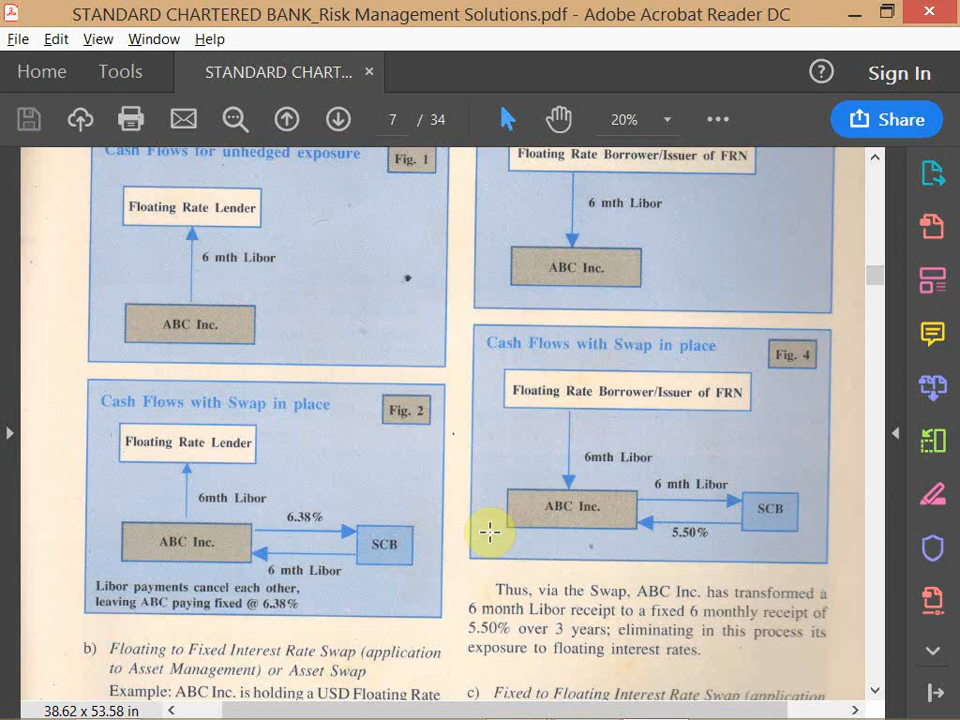 STANDARD CHARTERED BANK_Risk Management Solutions.pdf - Adobe Acrobat Reader DC
File Edit View Window Help
Home Tools STANDARD CHART... × Sign In
7 / 34 20% Share
Cash Flows for unhedged exposure
Fig. 1
Floating Rate Lender
6 mth Libor
ABC Inc.
Cash Flows with Swap in place
Fig. 2
Floating Rate Lender
6mth Libor
6.38%
ABC Inc.
SCB
6 mth Libor
Libor payments cancel each other,
leaving ABC paying fixed @ 6.38%
b) Floating to Fixed Interest Rate Swap (application
to Asset Management) or Asset Swap
Example: ABC Inc. is holding a USD Floating Rate
Floating Rate Borrower/Issuer of FRN
6 mth Libor
ABC Inc.
Cash Flows with Swap in place
Fig. 4
Floating Rate Borrower/Issuer of FRN
6mth Libor
6 mth Libor
ABC Inc.
SCB
5.50%
Thus, via the Swap, ABC Inc. has transformed a
6 month Libor receipt to a fixed 6 monthly receipt of
5.50% over 3 years; eliminating in this process its
exposure to floating interest rates.
c) Fixed to Floating Interest Rate Swap (application
38.62 x 53.58 in